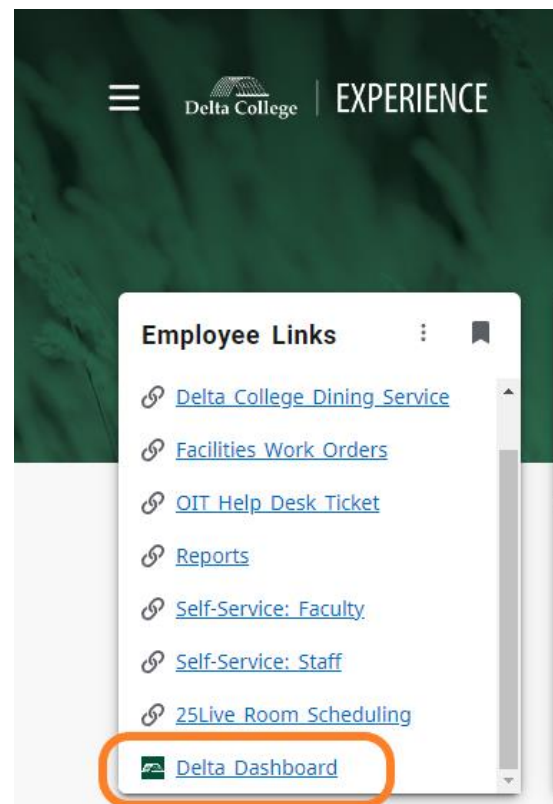 Delta College | EXPERIENCE
Employee Links
Delta College Dining Service
Facilities Work Orders
OIT Help Desk Ticket
Reports
Self-Service: Faculty
Self-Service: Staff
25Live Room Scheduling
Delta Dashboard